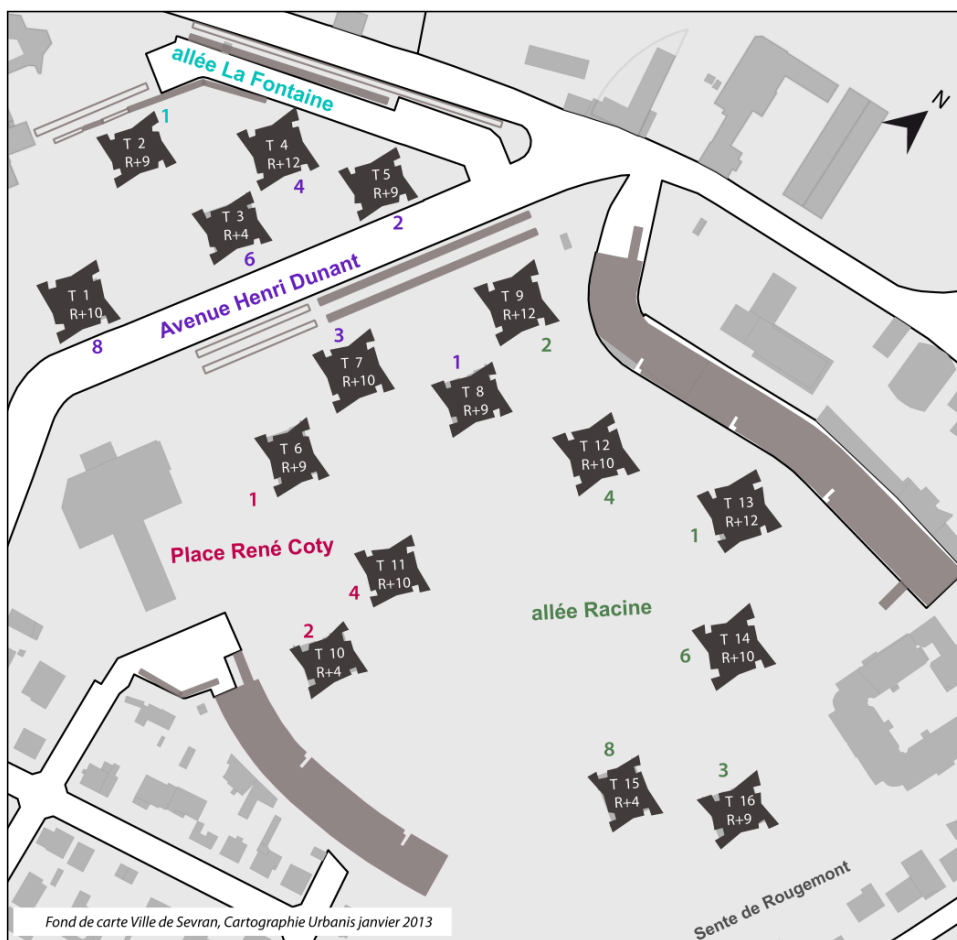 allée La Fontaine
N
1
T 2
R+9
T 4
R+12
4
T 5
R+9
2
T 3
R+4
6
Avenue Henri Dunant
T 1
R+10
8
T 9
R+12
2
3
T 7
R+10
1
T 8
R+9
T 6
R+9
1
T 12
R+10
4
T 13
R+12
1
Place René Coty
T 11
R+10
4
allée Racine
2
T 10
R+4
T 14
R+10
6
8
T 15
R+4
3
T 16
R+9
Sente de Rougemont
Fond de carte Ville de Sevran, Cartographie Urbanis janvier 2013